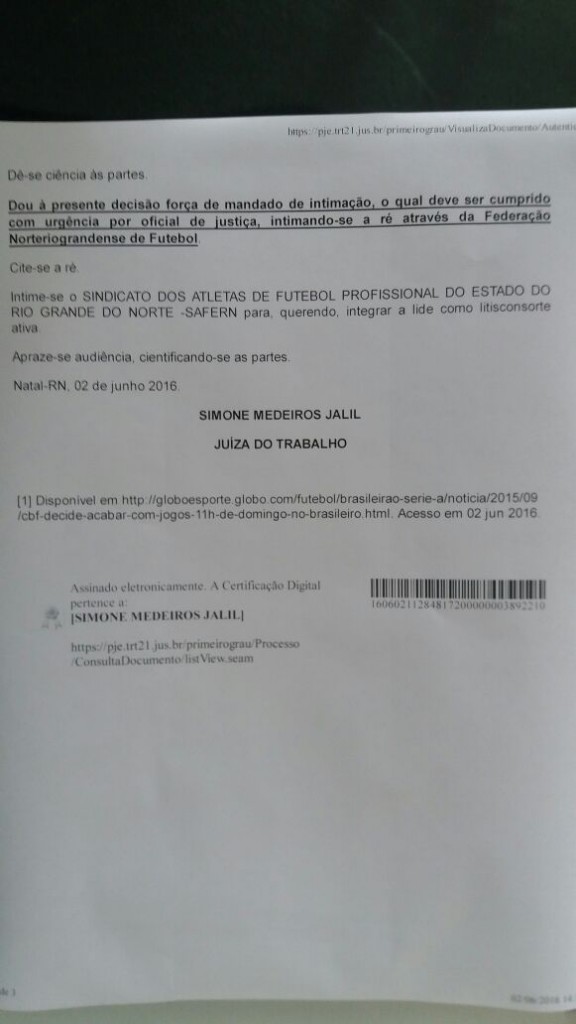 https://pje.trt21.jus.br/primeirograu/VisualizaDocumento/Autentic
Dê-se ciência às partes.
Dou à presente decisão força de mandado de intimação, o qual deve ser cumprido
com urgência por oficial de justiça, intimando-se a ré através da Federação
Norteriograndense de Futebol.
Cite-se a ré.
Intime-se o SINDICATO DOS ATLETAS DE FUTEBOL PROFISSIONAL DO ESTADO DO
RIO GRANDE DO NORTE -SAFERN para, querendo, integrar a lide como litisconsorte
ativa.
Apraze-se audiência, cientificando-se as partes.
Natal-RN, 02 de junho 2016.
SIMONE MEDEIROS JALIL
JUÍZA DO TRABALHO
[1] Disponível em http://globoesporte.globo.com/futebol/brasileirao-serie-a/noticia/2015/09
/cbf-decide-acabar-com-jogos-11h-de-domingo-no-brasileiro.html. Acesso em 02 jun 2016.
Assinado eletronicamente. A Certificação Digital
pertence a:
[SIMONE MEDEIROS JALIL]
https://pje.trt21.jus.br/primeirograu/Processo
/ConsultaDocumento/listView.seam
16060211284817200000003892210
de 1
02/06/2016